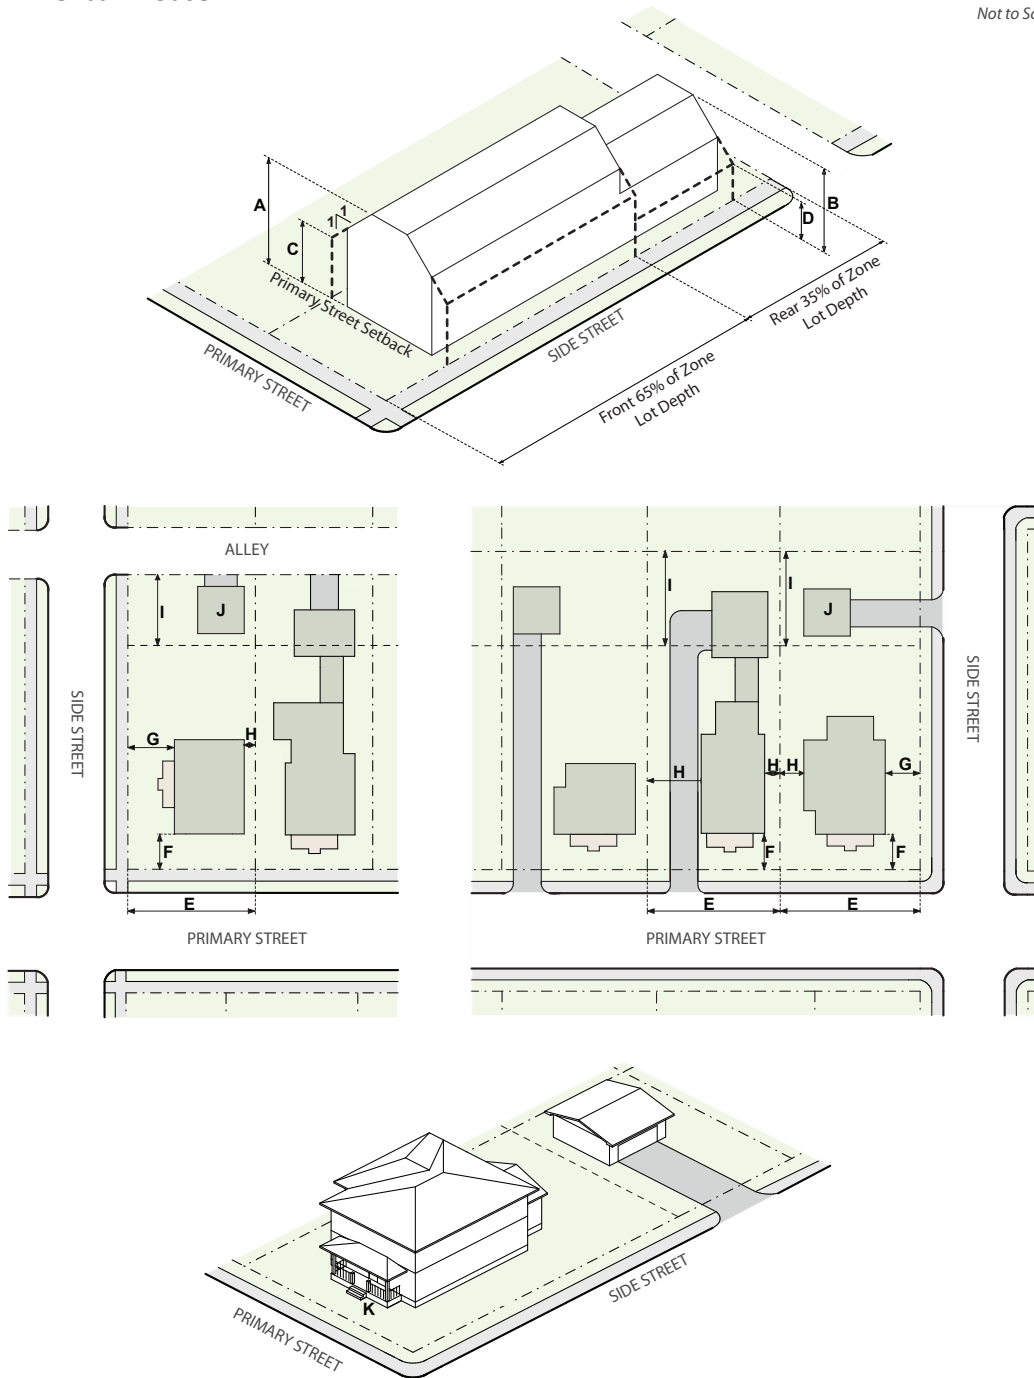 Not to Sc
A
B
1
1
D
C
Primary Street Setback
Rear 35% of Zone
Lot Depth
SIDE STREET
PRIMARY STREET
Front 65% of Zone
Lot Depth
ALLEY
I
J
SIDE STREET
G
H
F
E
PRIMARY STREET
I
I
J
SIDE STREET
H
H
H
G
F
F
E
E
PRIMARY STREET
K
SIDE STREET
PRIMARY STREET